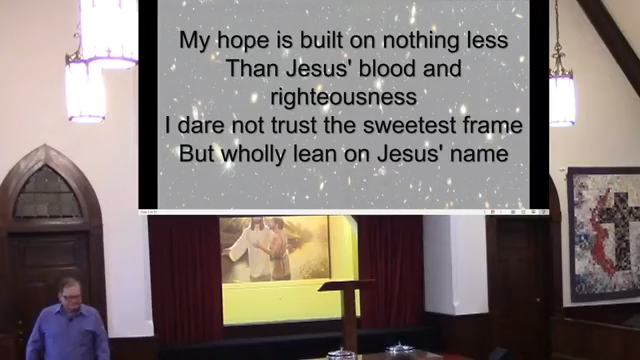 My hope is built on nothing less
Than Jesus' blood and
righteousness
I dare not trust the sweetest frame
But wholly lean on Jesus' name